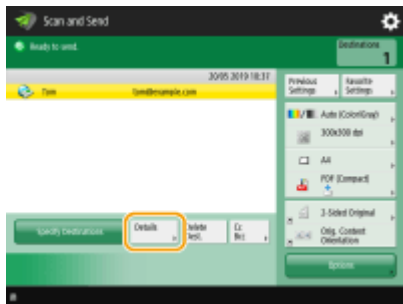 Scan and Send
Ready to send.
Destinations
1
20/05 2019 18:37
Tom
tom@example.com
Previous Settings
Favorite Settings
Auto (Color/Gray)
300x300 dpi
A4
PDF (Compact)
2-Sided Original
Orig. Content Orientation
Specify Destinations
Details
Delete Dest.
Cc Bcc
Options